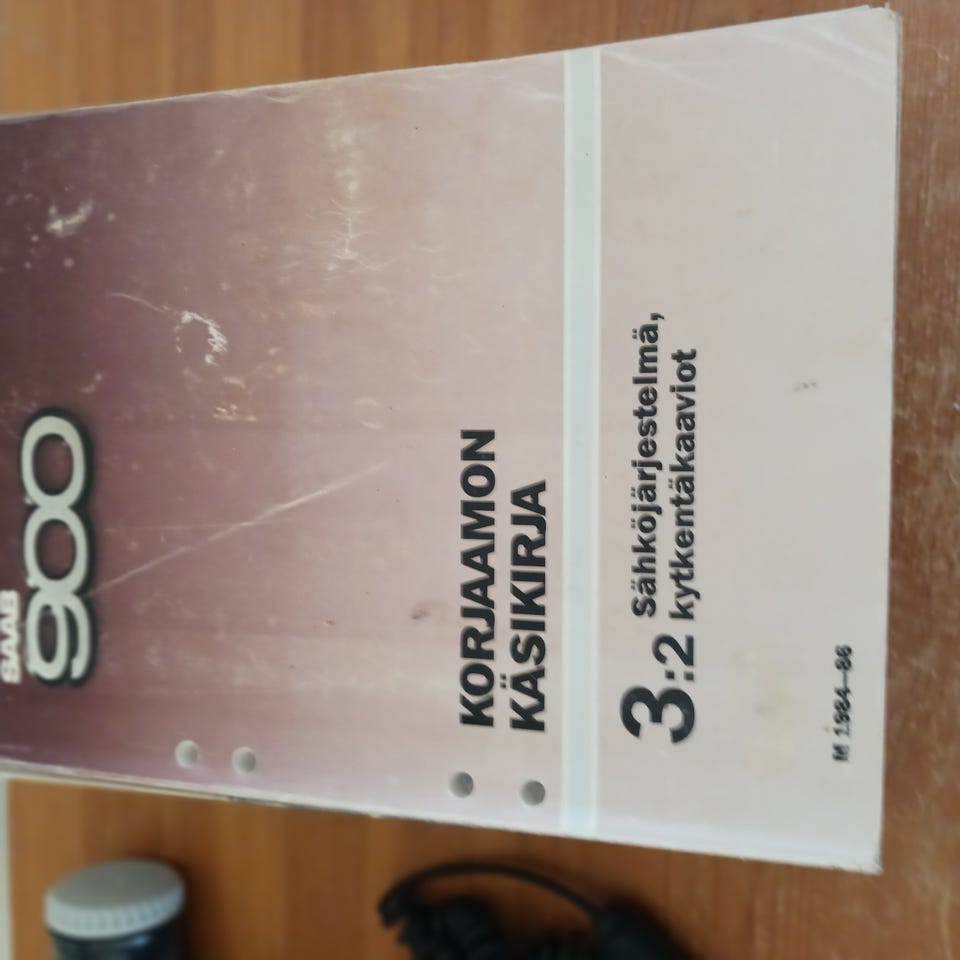 SAAB
900
KORJAAMON
KÄSIKIRJA
3:2 Sähköjärjestelmä,
kytkentäkaaviot
M 1984–86